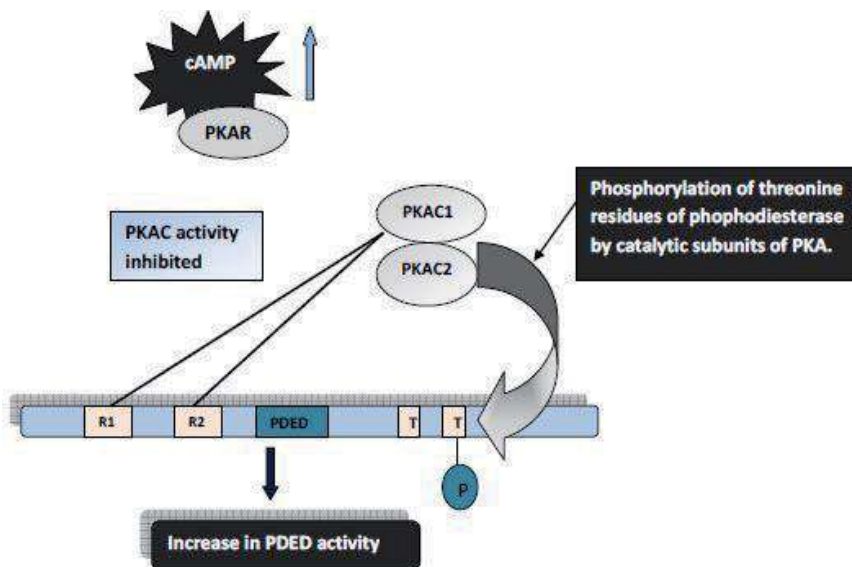 cAMP
PKAR
PKAC activity
inhibited
PKAC1
PKAC2
Phosphorylation of threonine
residues of phophodiesterase
by catalytic subunits of PKA.
R1
R2
PDED
T
T
P
Increase in PDED activity